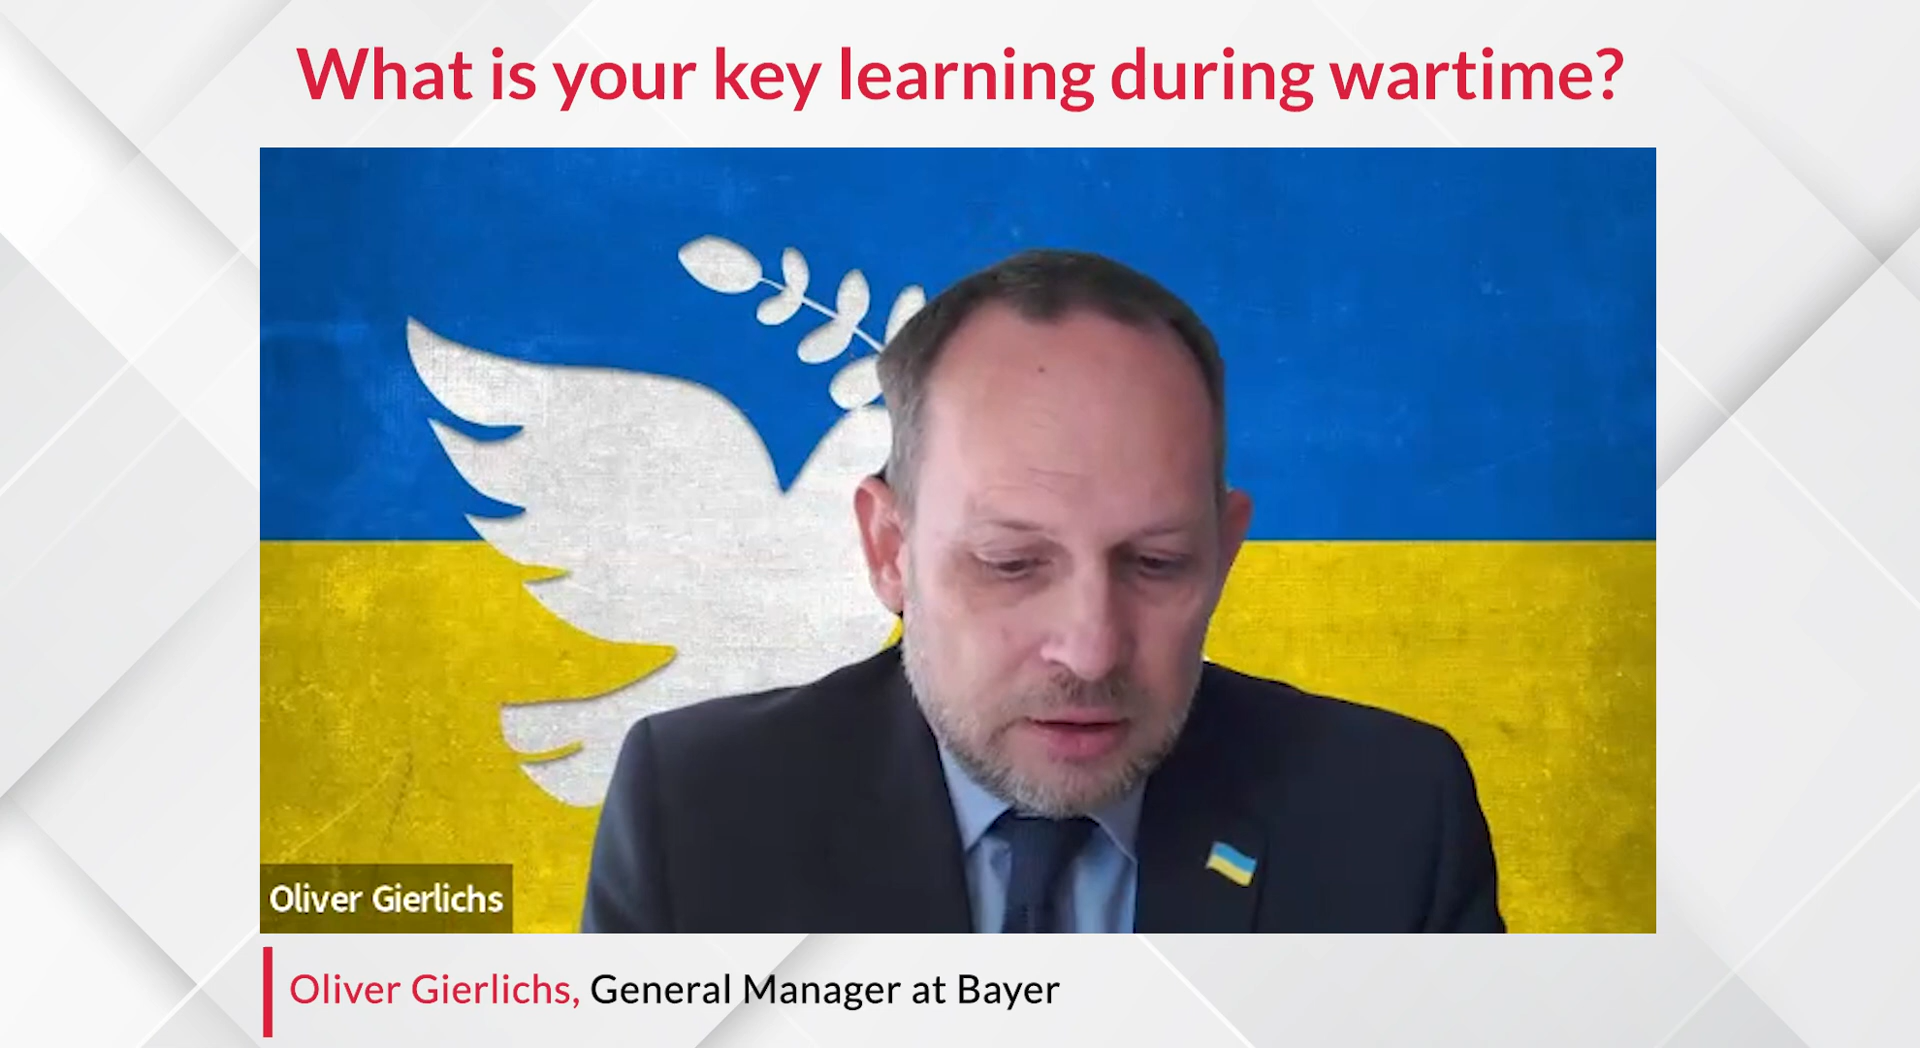 What is your key learning during wartime?
Oliver Gierlichs
Oliver Gierlichs, General Manager at Bayer